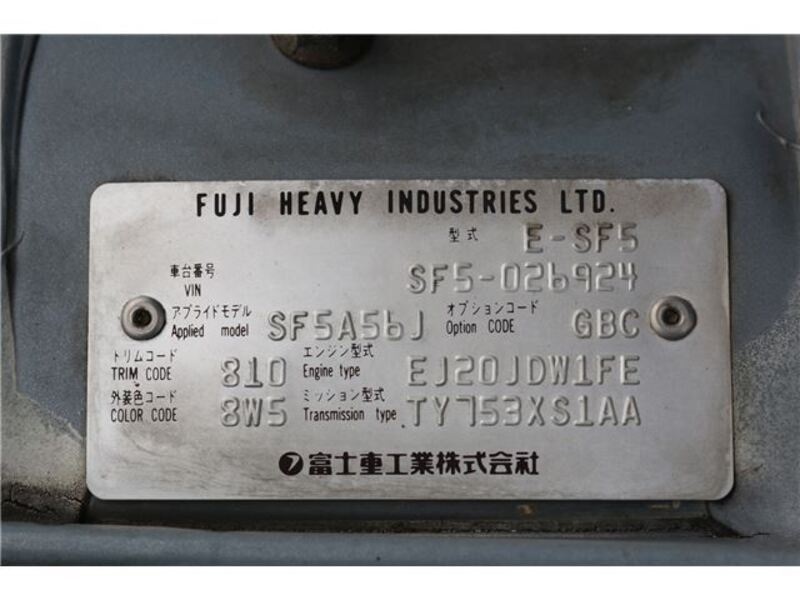 FUJI HEAVY INDUSTRIES LTD.
型式 E-SF5
車台番号
VIN SF5-026924
アプライドモデル オプションコード
Applied model SF5A56J Option CODE GBC
トリムコード エンジン型式
TRIM CODE 810 Engine type EJ20JDW1FE
外装色コード ミッション型式
COLOR CODE 8W5 Transmission type TY753XS1AA
富士重工業株式会社